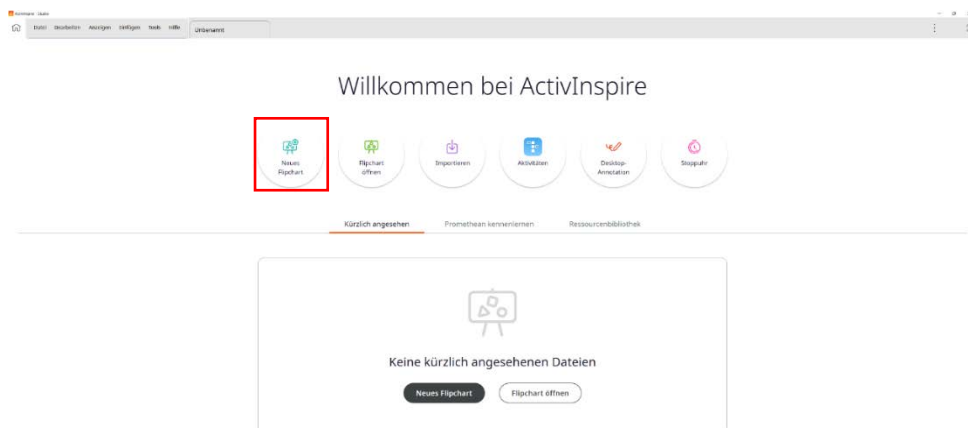 Datei Bearbeiten Anzeigen Einfügen Tools Hilfe Unbenannt
Willkommen bei ActivInspire
Neues
Flipchart
Flipchart
öffnen
Importieren
Aktivitäten
Desktop-
Annotation
Stoppuhr
Kürzlich angesehen Promethean kennenlernen Ressourcenbibliothek
Keine kürzlich angesehenen Dateien
Neues Flipchart Flipchart öffnen